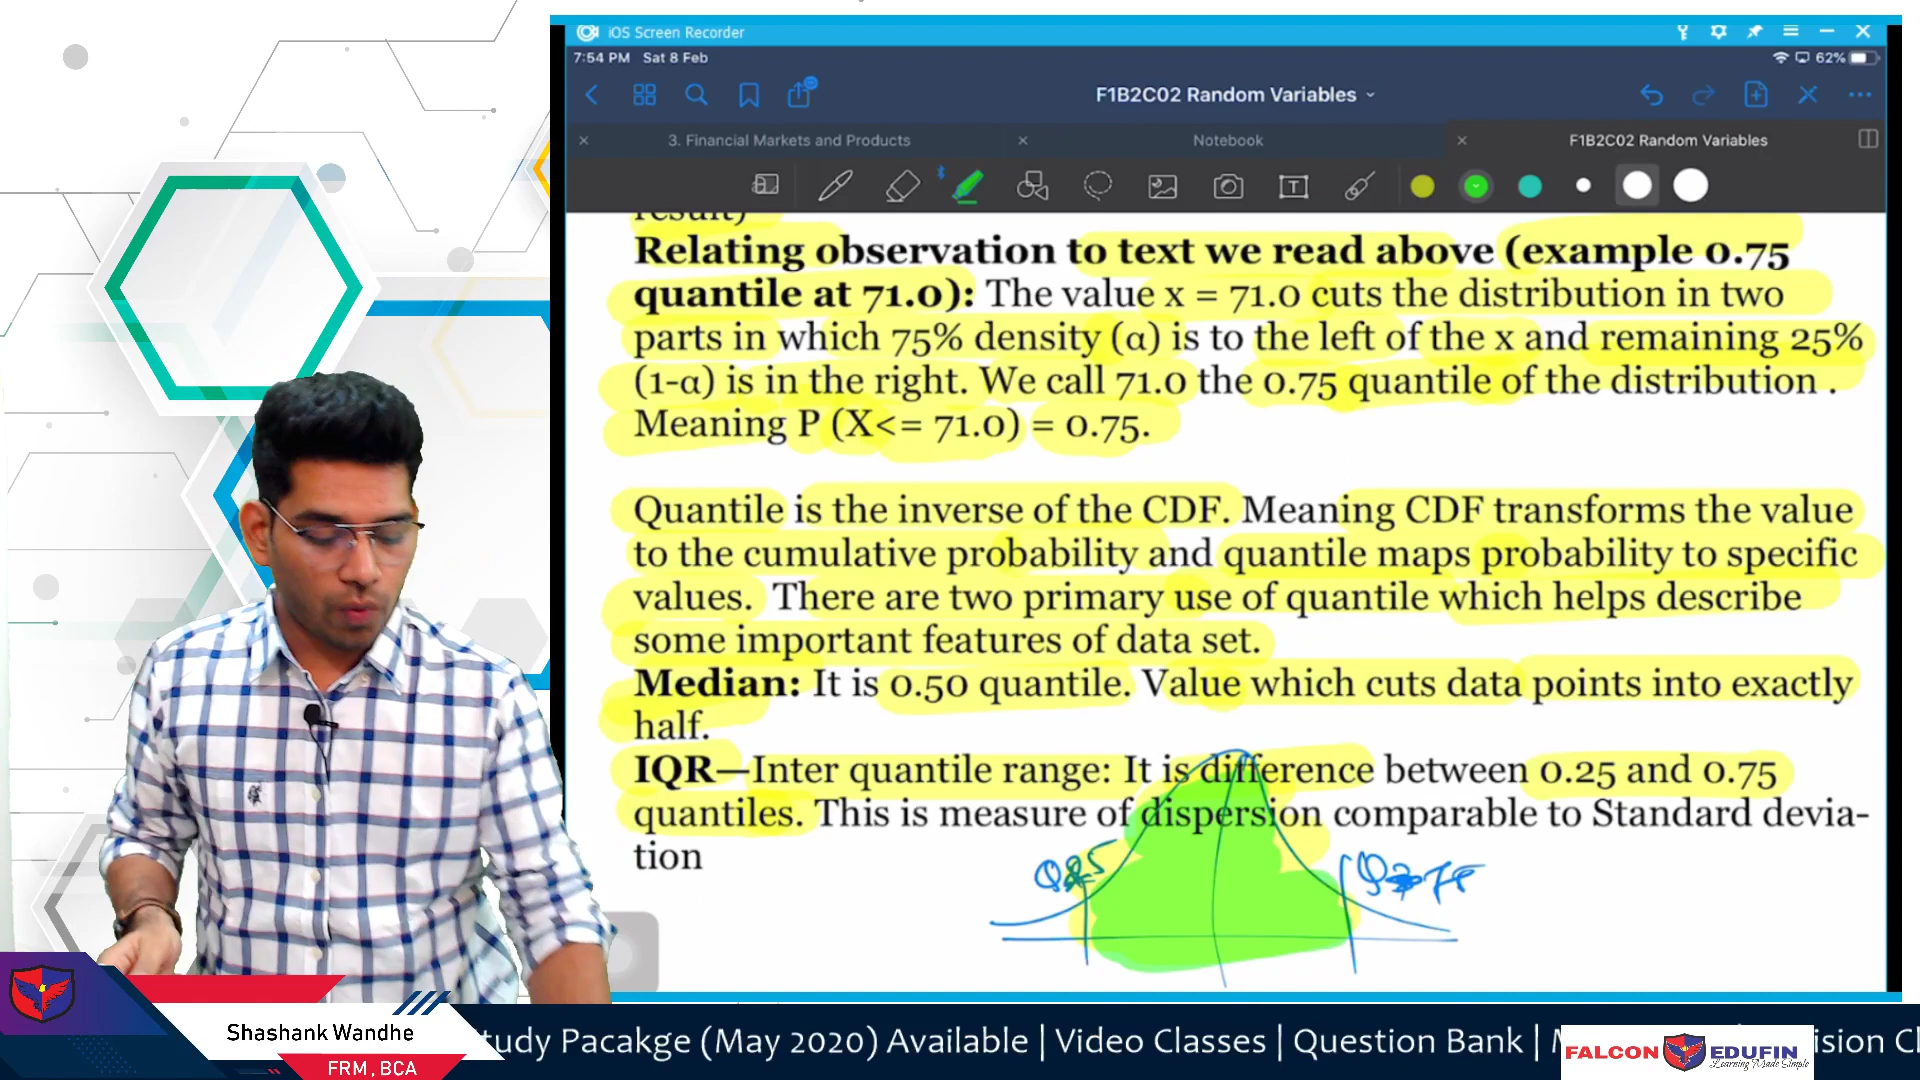 iOS Screen Recorder
7:54 PM Sat 8 Feb
62%
F1B2C02 Random Variables
3. Financial Markets and Products
Notebook
F1B2C02 Random Variables
result)
Relating observation to text we read above (example 0.75
quantile at 71.0): The value x = 71.0 cuts the distribution in two
parts in which 75% density (α) is to the left of the x and remaining 25%
(1-α) is in the right. We call 71.0 the 0.75 quantile of the distribution .
Meaning P (X<= 71.0) = 0.75.
Quantile is the inverse of the CDF. Meaning CDF transforms the value
to the cumulative probability and quantile maps probability to specific
values. There are two primary use of quantile which helps describe
some important features of data set.
Median: It is 0.50 quantile. Value which cuts data points into exactly
half.
IQR—Inter quantile range: It is difference between 0.25 and 0.75
quantiles. This is measure of dispersion comparable to Standard devia-
tion
Shashank Wandhe
FRM, BCA
tudy Pacakge (May 2020) Available | Video Classes | Question Bank |
FALCON EDUFIN
Learning Made Simple
ision Cl